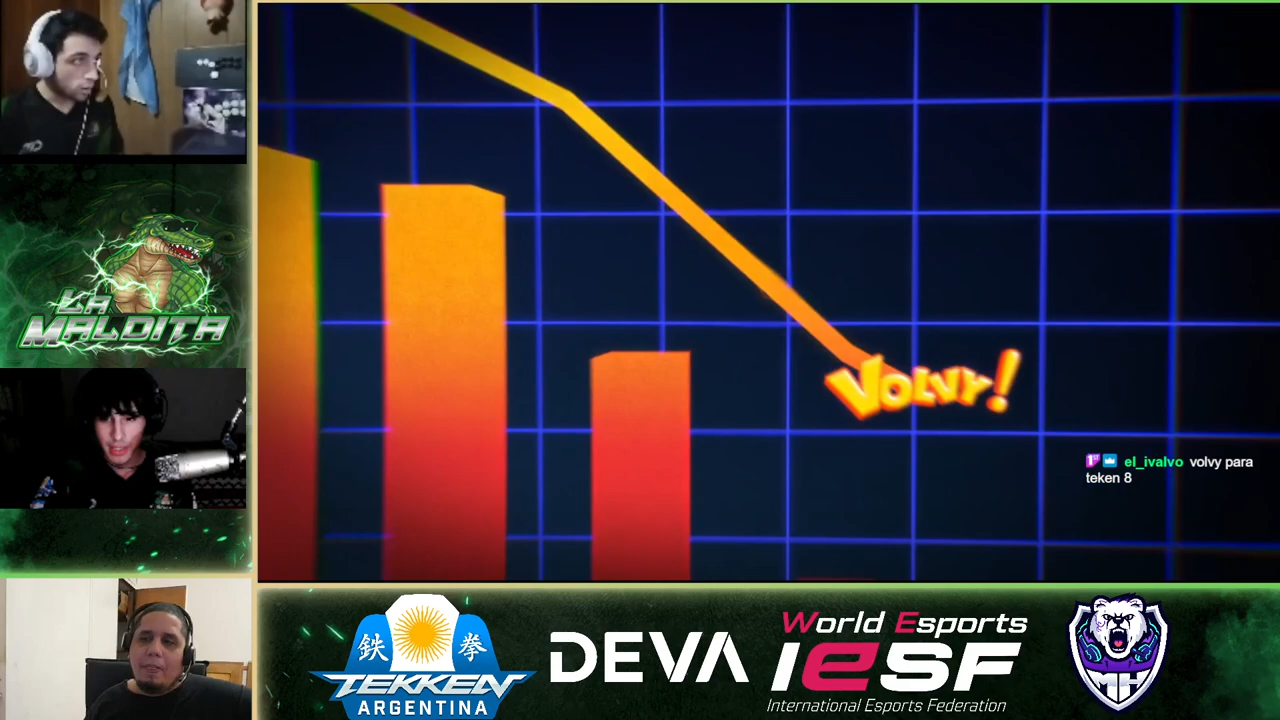 LA
MALDITA
VOLVY!
el_ivalvo volvy para
teken 8
鉄 拳
TEKKEN
ARGENTINA
DEVA
World Esports
IESF
International Esports Federation
MH